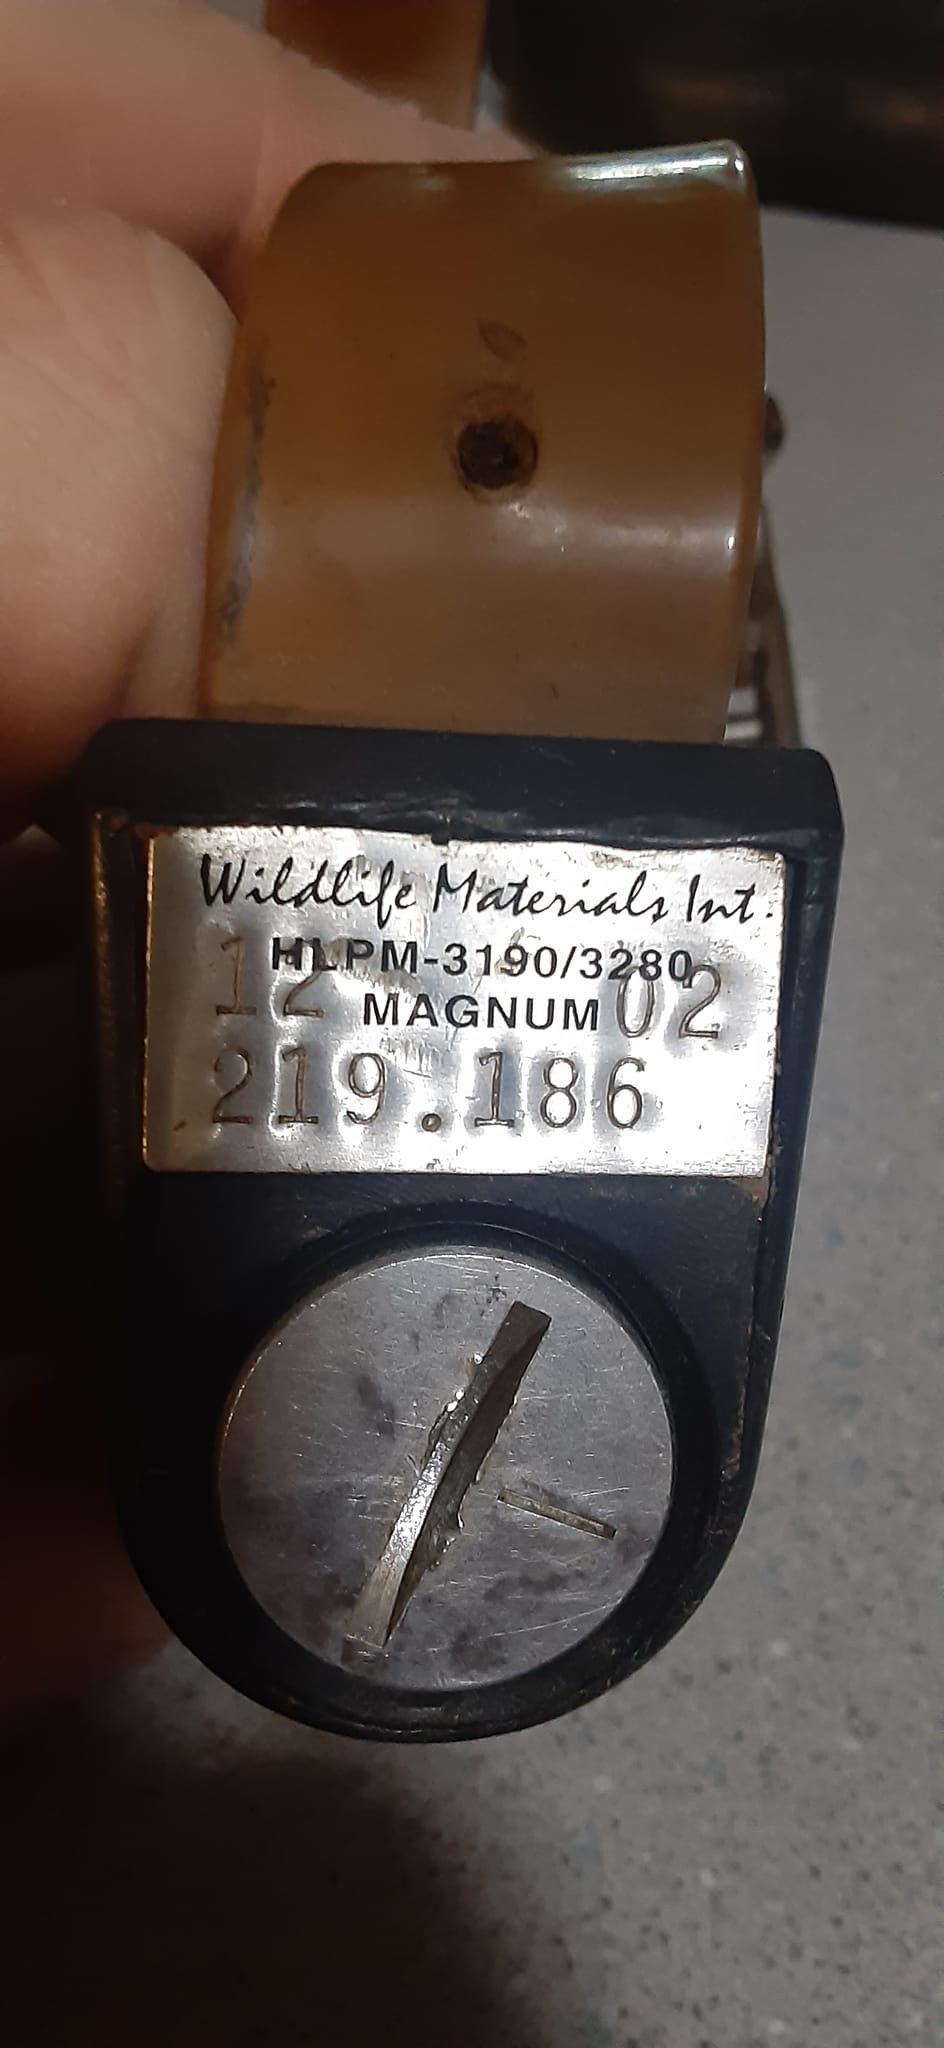 Wildlife Materials Int.
HLPM-3190/3280
12 MAGNUM 02
219.186